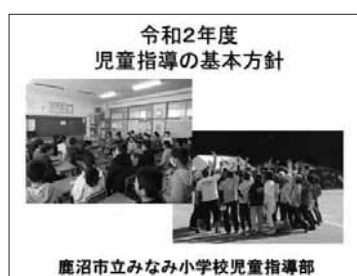 令和2年度
児童指導の基本方針
鹿沼市立みなみ小学校児童指導部